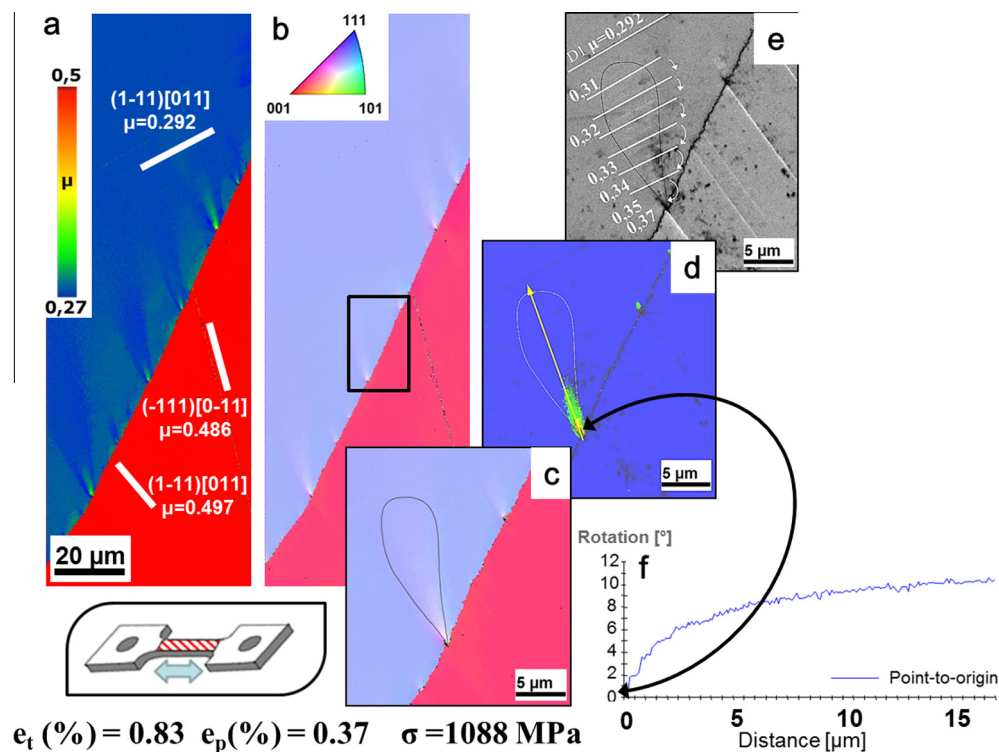 a
0,5
μ
0,27
(1-11)[011]
μ=0.292
(-111)[0-11]
μ=0.486
(1-11)[011]
μ=0.497
20 µm
b
111
001
101
c
5 µm
d
5 µm
e
D1 μ=0,292
0,31
0,32
0,33
0,34
0,35
0,37
5 µm
f
Rotation [°]
12
10
8
6
4
2
0
0
5
10
15
Distance [µm]
Point-to-origin
e_t (%) = 0.83 e_p(%) = 0.37 σ =1088 MPa